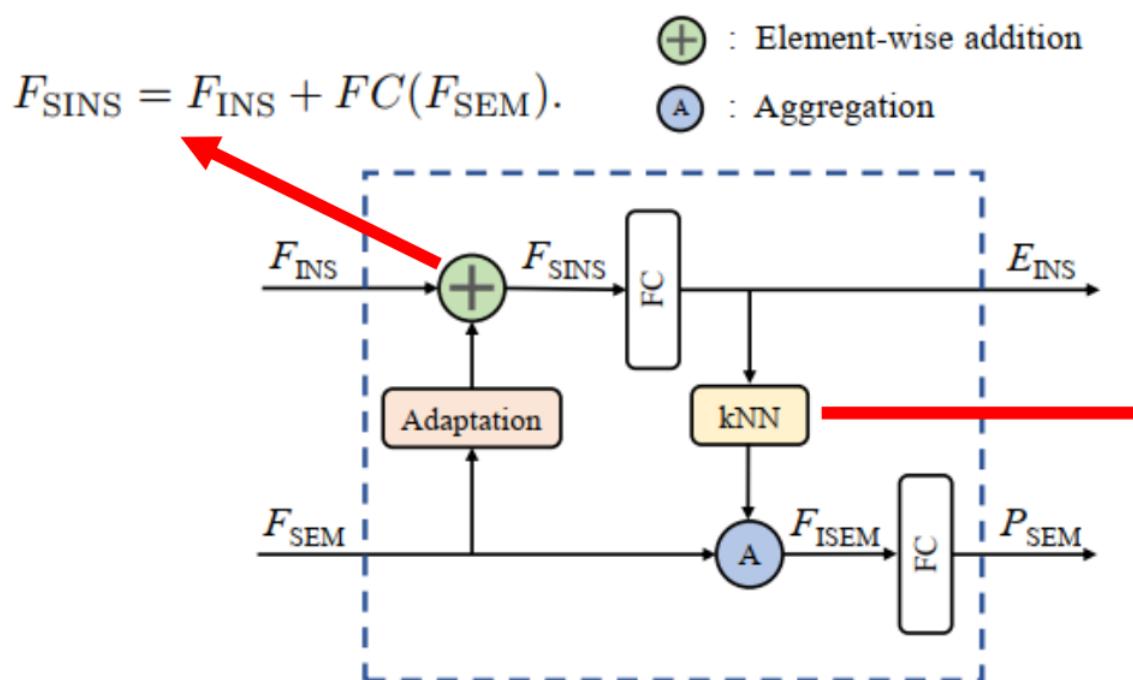 + : Element-wise addition
F_SINS = F_INS + FC(F_SEM).
A : Aggregation
F_INS
+
F_SINS
FC
E_INS
Adaptation
kNN
F_SEM
A
F_ISEM
FC
P_SEM